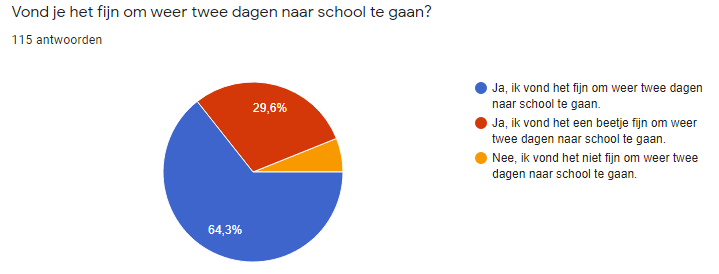 Vond je het fijn om weer twee dagen naar school te gaan?
115 antwoorden
29,6%
64,3%
Ja, ik vond het fijn om weer twee dagen
naar school te gaan.
Ja, ik vond het een beetje fijn om weer
twee dagen naar school te gaan.
Nee, ik vond het niet fijn om weer twee
dagen naar school te gaan.